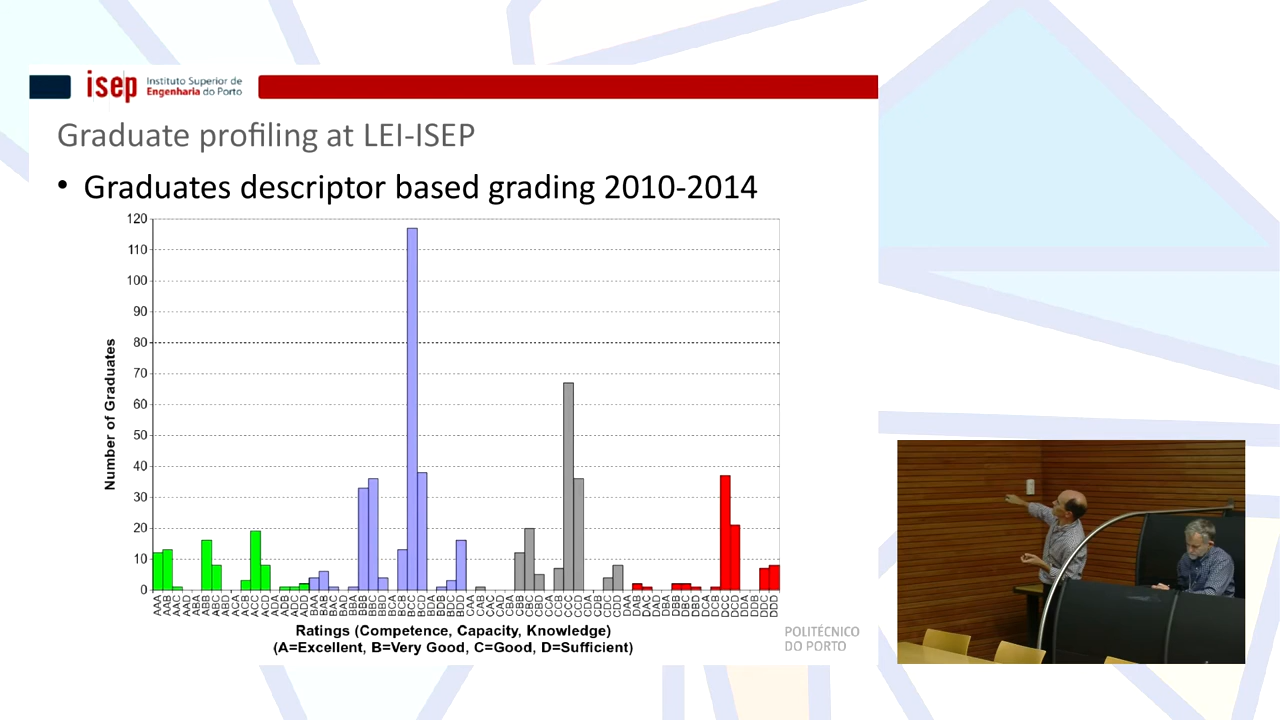 isep Instituto Superior de
Engenharia do Porto
Graduate profiling at LEI-ISEP
• Graduates descriptor based grading 2010-2014
120
110
100
90
80
70
60
50
40
30
20
10
0
Number of Graduates
AAA AAB AAC AAD ABA ABB ABC ABD ACA ACB ACC ACD ADA ADB ADC ADD BAA BAB BAC BAD BBA BBB BBC BBD BCA BCB BCC BCD BDA BDB BDC BDD CAA CAB CAC CAD CBA CBB CBC CBD CCA CCB CCC CCD CDA CDB CDC CDD DAA DAB DAC DAD DBA DBB DBC DBD DCA DCB DCC DCD DDA DDB DDC DDD
Ratings (Competence, Capacity, Knowledge)
(A=Excellent, B=Very Good, C=Good, D=Sufficient)
POLITÉCNICO
DO PORTO